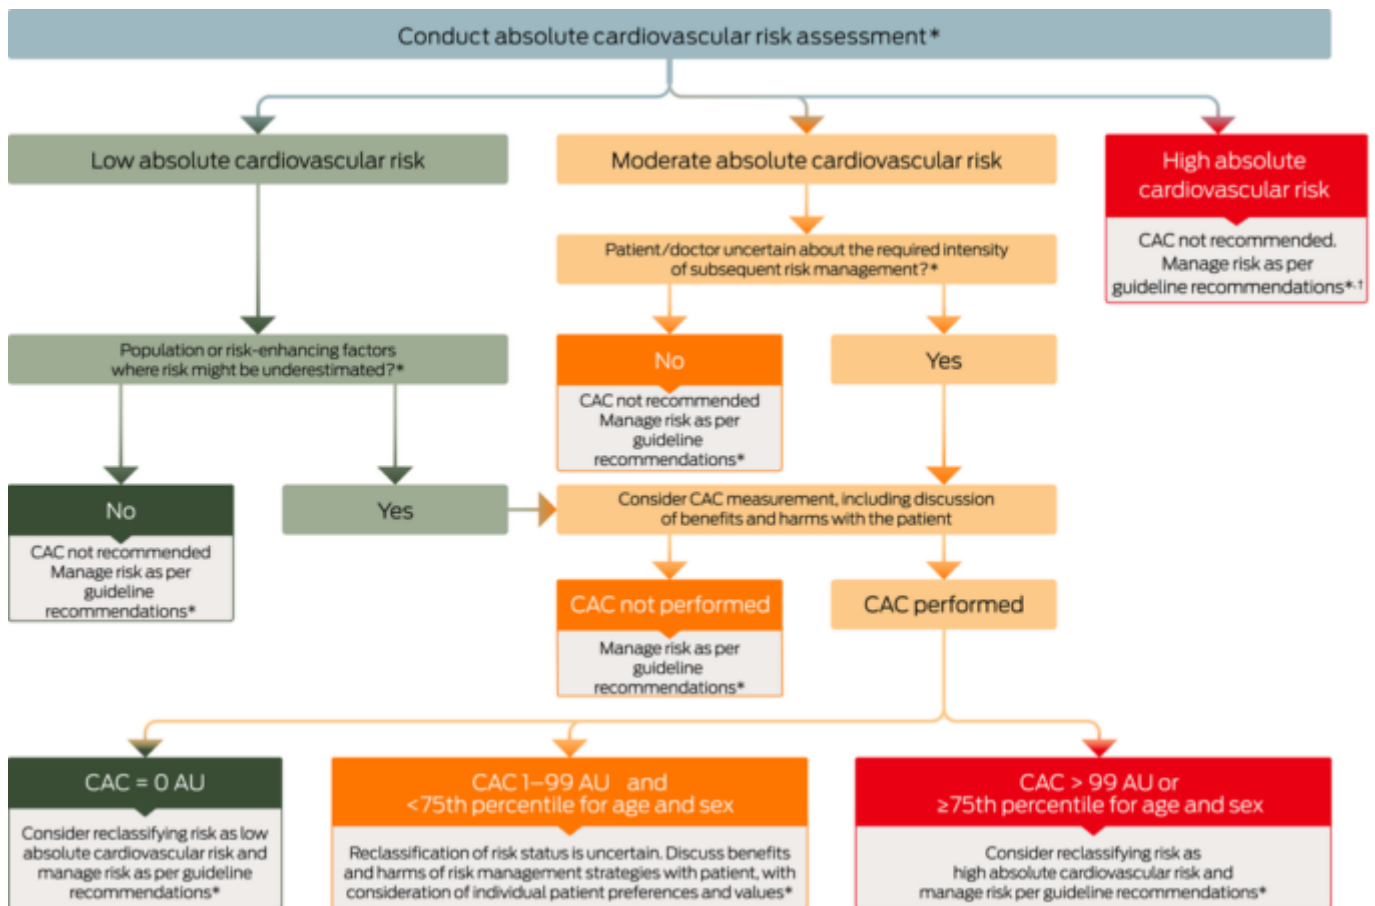 Conduct absolute cardiovascular risk assessment*
Low absolute cardiovascular risk
Moderate absolute cardiovascular risk
High absolute
cardiovascular risk
CAC not recommended.
Manage risk as per
guideline recommendations*,†
Patient/doctor uncertain about the required intensity
of subsequent risk management?*
Population or risk-enhancing factors
where risk might be underestimated?*
No
CAC not recommended
Manage risk as per
guideline
recommendations*
Yes
No
CAC not recommended
Manage risk as per
guideline
recommendations*
Yes
Consider CAC measurement, including discussion
of benefits and harms with the patient
CAC not performed
Manage risk as per
guideline
recommendations*
CAC performed
CAC = 0 AU
Consider reclassifying risk as low
absolute cardiovascular risk and
manage risk as per guideline
recommendations*
CAC 1–99 AU and
<75th percentile for age and sex
Reclassification of risk status is uncertain. Discuss benefits
and harms of risk management strategies with patient, with
consideration of individual patient preferences and values*
CAC > 99 AU or
≥75th percentile for age and sex
Consider reclassifying risk as
high absolute cardiovascular risk and
manage risk per guideline recommendations*